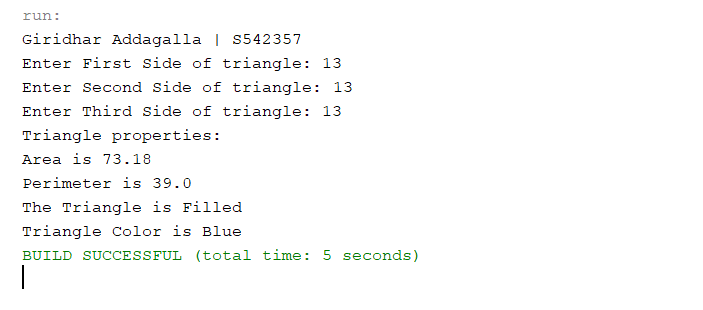 run:
Giridhar Addagalla | S542357
Enter First Side of triangle: 13
Enter Second Side of triangle: 13
Enter Third Side of triangle: 13
Triangle properties:
Area is 73.18
Perimeter is 39.0
The Triangle is Filled
Triangle Color is Blue
BUILD SUCCESSFUL (total time: 5 seconds)